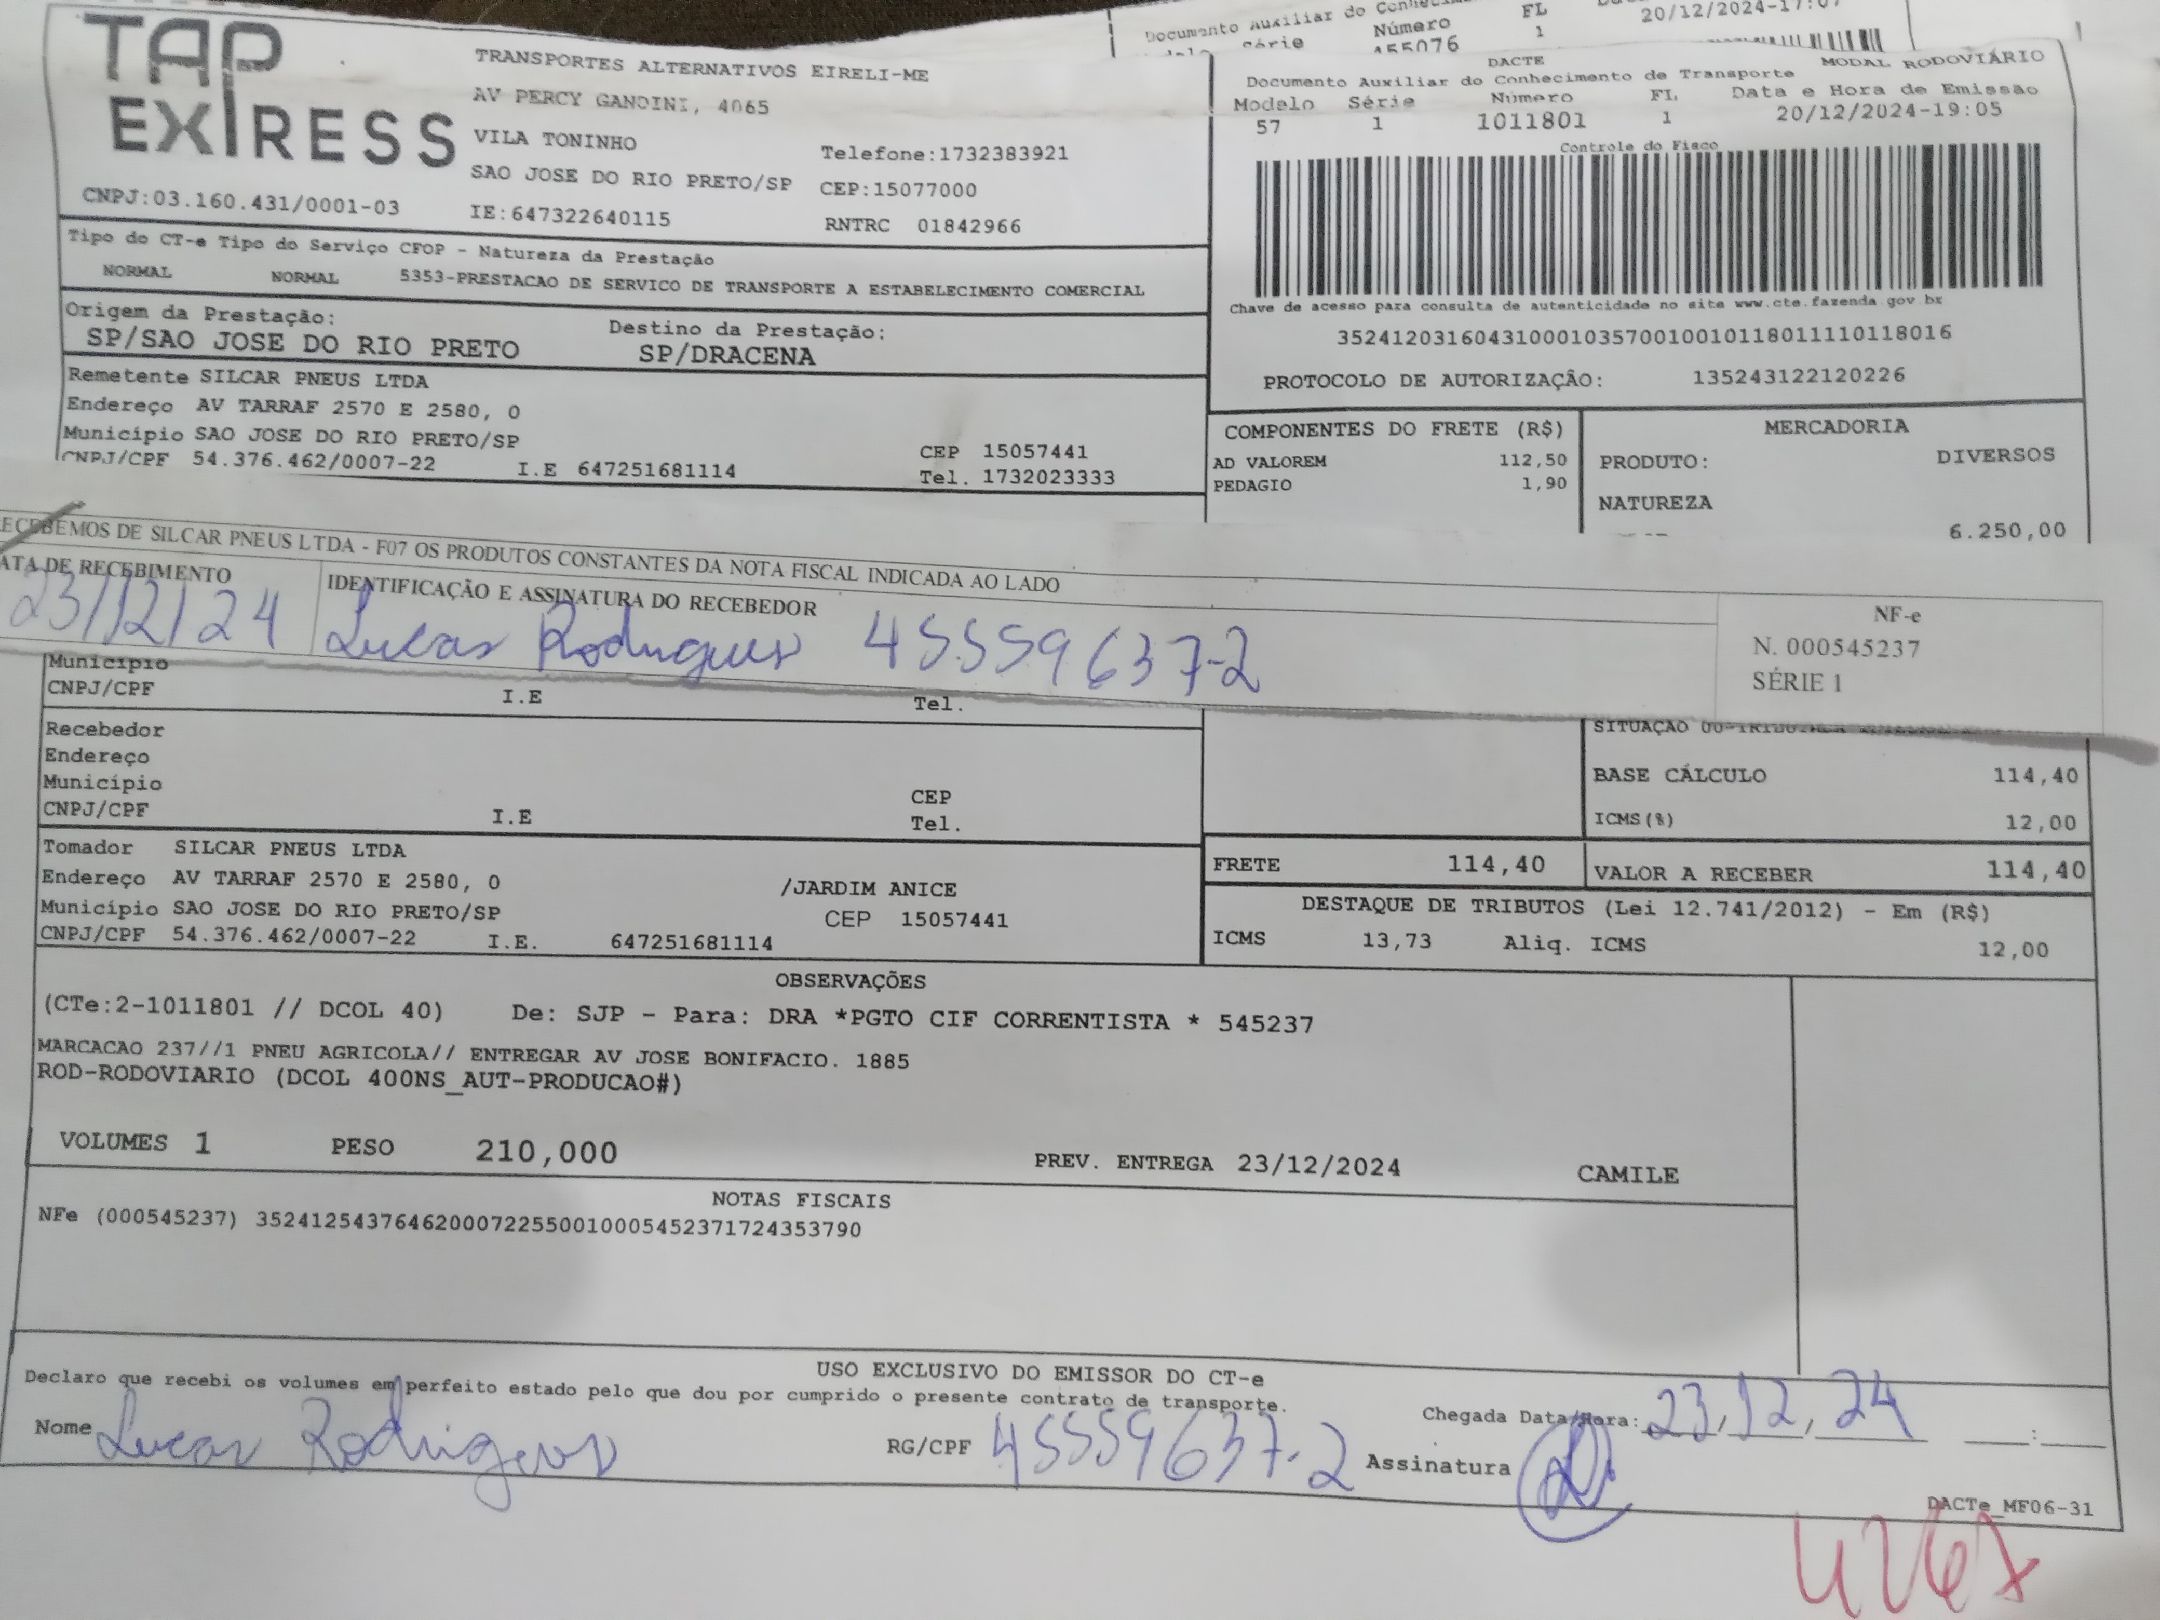 Documento Auxiliar do Conhecim
Número FL 20/12/2024-17:07
Série 455076 1
TAP EXPRESS
TRANSPORTES ALTERNATIVOS EIRELI-ME
AV PERCY GANDINI, 4065
VILA TONINHO Telefone:1732383921
SAO JOSE DO RIO PRETO/SP CEP:15077000
CNPJ:03.160.431/0001-03 IE:647322640115 RNTRC 01842966
DACTE MODAL RODOVIÁRIO
Documento Auxiliar do Conhecimento de Transporte
Modelo Série Número FL Data e Hora de Emissão
57 1 1011801 1 20/12/2024-19:05
Controle do Fisco
Chave de acesso para consulta de autenticidade no site www.cte.fazenda.gov.br
35241203160431000103570010010118011110118016
PROTOCOLO DE AUTORIZAÇÃO: 135243122120226
Tipo do CT-e Tipo do Serviço CFOP - Natureza da Prestação
NORMAL NORMAL 5353-PRESTACAO DE SERVICO DE TRANSPORTE A ESTABELECIMENTO COMERCIAL
Origem da Prestação: Destino da Prestação:
SP/SAO JOSE DO RIO PRETO SP/DRACENA
Remetente SILCAR PNEUS LTDA
Endereço AV TARRAF 2570 E 2580, 0
Município SAO JOSE DO RIO PRETO/SP CEP 15057441
CNPJ/CPF 54.376.462/0007-22 I.E 647251681114 Tel. 1732023333
COMPONENTES DO FRETE (R$)
AD VALOREM 112,50
PEDAGIO 1,90
MERCADORIA
PRODUTO: DIVERSOS
NATUREZA
6.250,00
RECEBEMOS DE SILCAR PNEUS LTDA - F07 OS PRODUTOS CONSTANTES DA NOTA FISCAL INDICADA AO LADO
ATA DE RECEBIMENTO IDENTIFICAÇÃO E ASSINATURA DO RECEBEDOR
23/12/24 Lucas Rodrigues 45559637-2
NF-e
N. 000545237
SÉRIE 1
Município
CNPJ/CPF I.E Tel.
Recebedor
Endereço
Município CEP
CNPJ/CPF I.E Tel.
BASE CÁLCULO 114,40
ICMS(%) 12,00
Tomador SILCAR PNEUS LTDA
Endereço AV TARRAF 2570 E 2580, 0 /JARDIM ANICE
Município SAO JOSE DO RIO PRETO/SP CEP 15057441
CNPJ/CPF 54.376.462/0007-22 I.E. 647251681114
FRETE 114,40 VALOR A RECEBER 114,40
DESTAQUE DE TRIBUTOS (Lei 12.741/2012) - Em (R$)
ICMS 13,73 Aliq. ICMS 12,00
OBSERVAÇÕES
(CTe:2-1011801 // DCOL 40) De: SJP - Para: DRA *PGTO CIF CORRENTISTA * 545237
MARCACAO 237//1 PNEU AGRICOLA// ENTREGAR AV JOSE BONIFACIO. 1885
ROD-RODOVIARIO (DCOL 400NS_AUT-PRODUCAO#)
VOLUMES 1 PESO 210,000 PREV. ENTREGA 23/12/2024 CAMILE
NOTAS FISCAIS
NFe (000545237) 35241254376462000722550010005452371724353790
USO EXCLUSIVO DO EMISSOR DO CT-e
Declaro que recebi os volumes em perfeito estado pelo que dou por cumprido o presente contrato de transporte.
Chegada Data/Hora: 23, 12, 24 :
Nome Lucas Rodrigues RG/CPF 45559637-2 Assinatura
DACTe_MF06-31